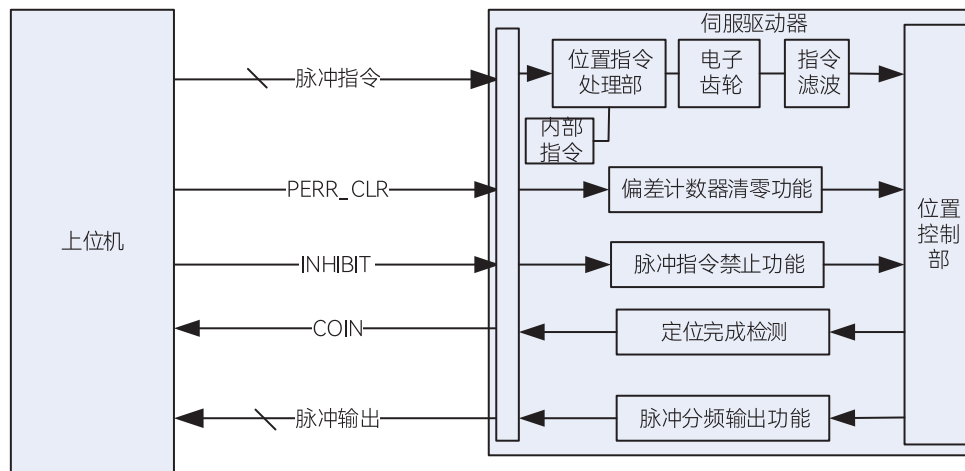 伺服驱动器
脉冲指令
位置指令
处理部
电子
齿轮
指令
滤波
内部
指令
PERR_CLR
偏差计数器清零功能
上位机
位置
控制
部
INHIBIT
脉冲指令禁止功能
COIN
定位完成检测
脉冲输出
脉冲分频输出功能